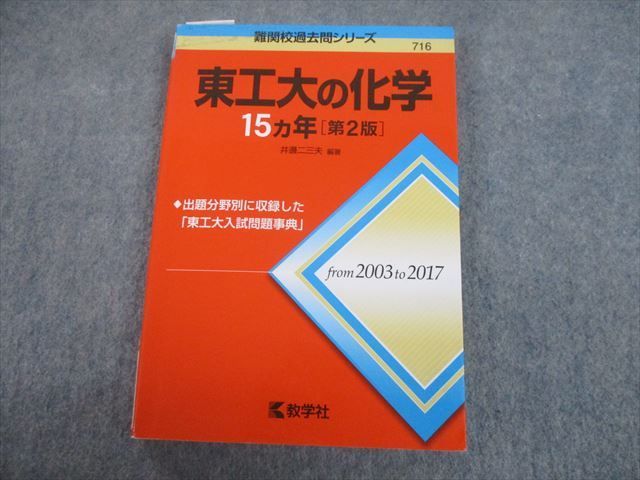 難関校過去問シリーズ
716
東工大の化学
15ヵ年[第2版]
井邊二三夫 編著
◆出題分野別に収録した
「東工大入試問題事典」
from 2003 to 2017
教学社